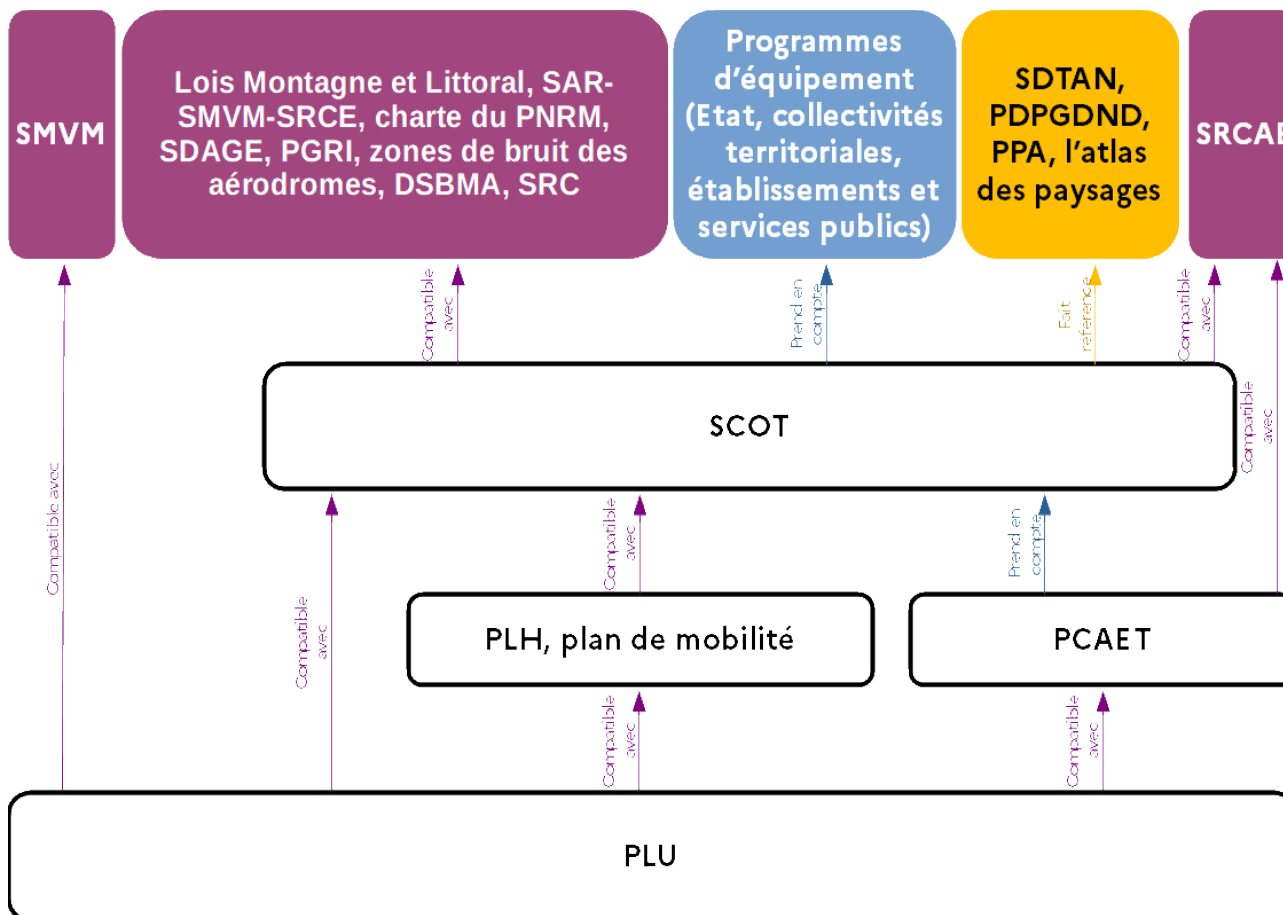 SMVM
Lois Montagne et Littoral, SAR-
SMVM-SRCE, charte du PNRM,
SDAGE, PGRI, zones de bruit des
aérodromes, DSBMA, SRC
Programmes
d’équipement
(Etat, collectivités
territoriales,
établissements et
services publics)
SDTAN,
PDPGDND,
PPA, l’atlas
des paysages
SRCAE
Compatible
avec
Prend en
compte
Fait
référence
Compatible
avec
SCOT
Compatible
avec
Compatible avec
Compatible
avec
Compatible
avec
Prend en
compte
PLH, plan de mobilité
PCAET
Compatible
avec
Compatible
avec
PLU